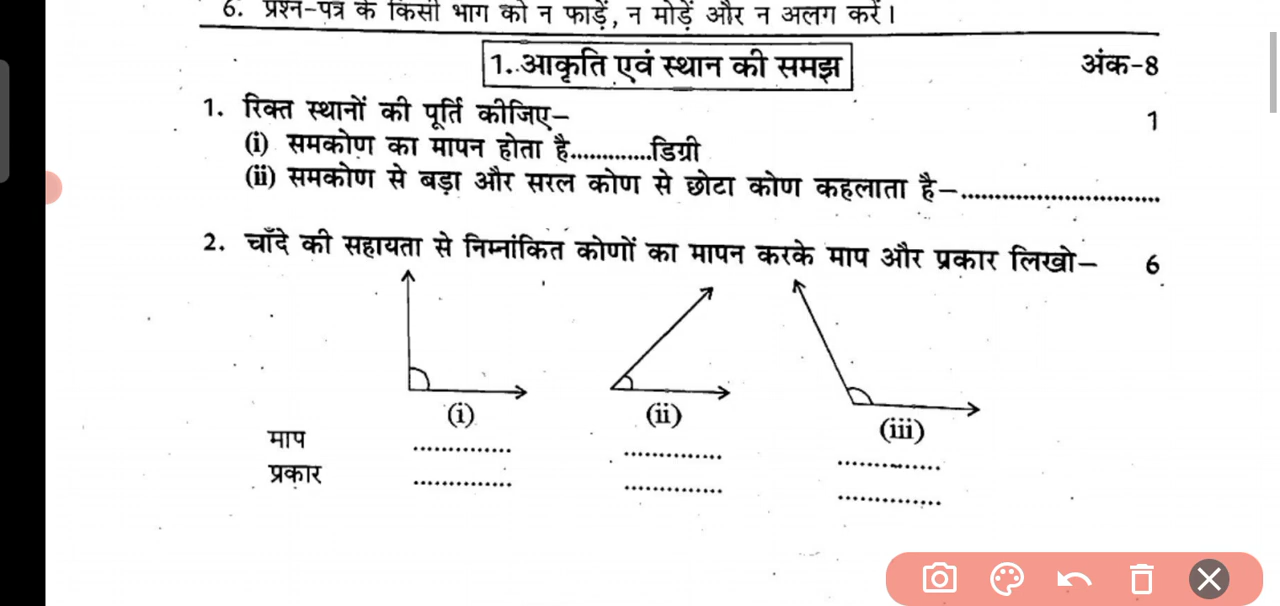 6. प्रश्न-पत्र के किसी भाग को न फाड़ें, न मोड़ें और न अलग करें।
1. आकृति एवं स्थान की समझ अंक-8
1. रिक्त स्थानों की पूर्ति कीजिए– 1
(i) समकोण का मापन होता है.............डिग्री
(ii) समकोण से बड़ा और सरल कोण से छोटा कोण कहलाता है–..............................
2. चाँदे की सहायता से निम्नांकित कोणों का मापन करके माप और प्रकार लिखो– 6
(i) (ii) (iii)
माप .............. .............. ..............
प्रकार .............. .............. ..............